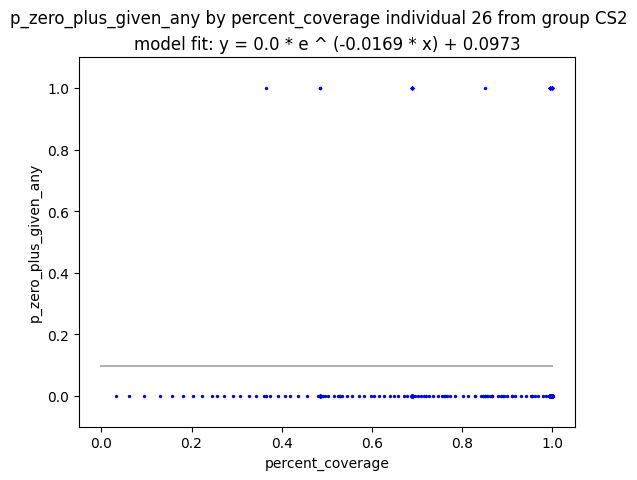 p_zero_plus_given_any by percent_coverage individual 26 from group CS2
model fit: y = 0.0 * e ^ (-0.0169 * x) + 0.0973
p_zero_plus_given_any
1.0
0.8
0.6
0.4
0.2
0.0
0.0 0.2 0.4 0.6 0.8 1.0
percent_coverage